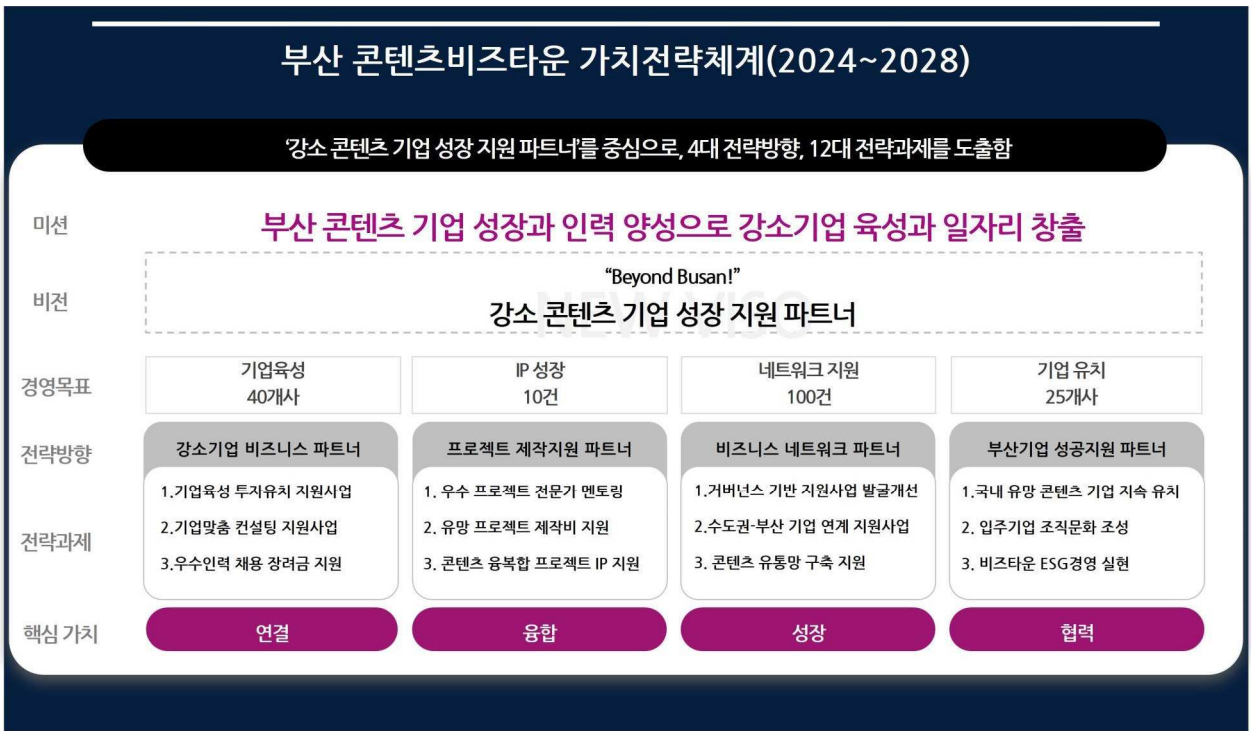 부산 콘텐츠비즈타운 가치전략체계(2024~2028)
'강소 콘텐츠 기업 성장 지원 파트너'를 중심으로, 4대 전략방향, 12대 전략과제를 도출함
미션
부산 콘텐츠 기업 성장과 인력 양성으로 강소기업 육성과 일자리 창출
비전
“Beyond Busan!”
강소 콘텐츠 기업 성장 지원 파트너
경영목표
기업육성
40개사
IP 성장
10건
네트워크 지원
100건
기업 유치
25개사
전략방향
강소기업 비즈니스 파트너
프로젝트 제작지원 파트너
비즈니스 네트워크 파트너
부산기업 성공지원 파트너
전략과제
1.기업육성 투자유치 지원사업
2.기업맞춤 컨설팅 지원사업
3.우수인력 채용 장려금 지원
1. 우수 프로젝트 전문가 멘토링
2. 유망 프로젝트 제작비 지원
3. 콘텐츠 융복합 프로젝트 IP 지원
1.거버넌스 기반 지원사업 발굴개선
2.수도권-부산 기업 연계 지원사업
3. 콘텐츠 유통망 구축 지원
1.국내 유망 콘텐츠 기업 지속 유치
2. 입주기업 조직문화 조성
3. 비즈타운 ESG경영 실현
핵심 가치
연결
융합
성장
협력